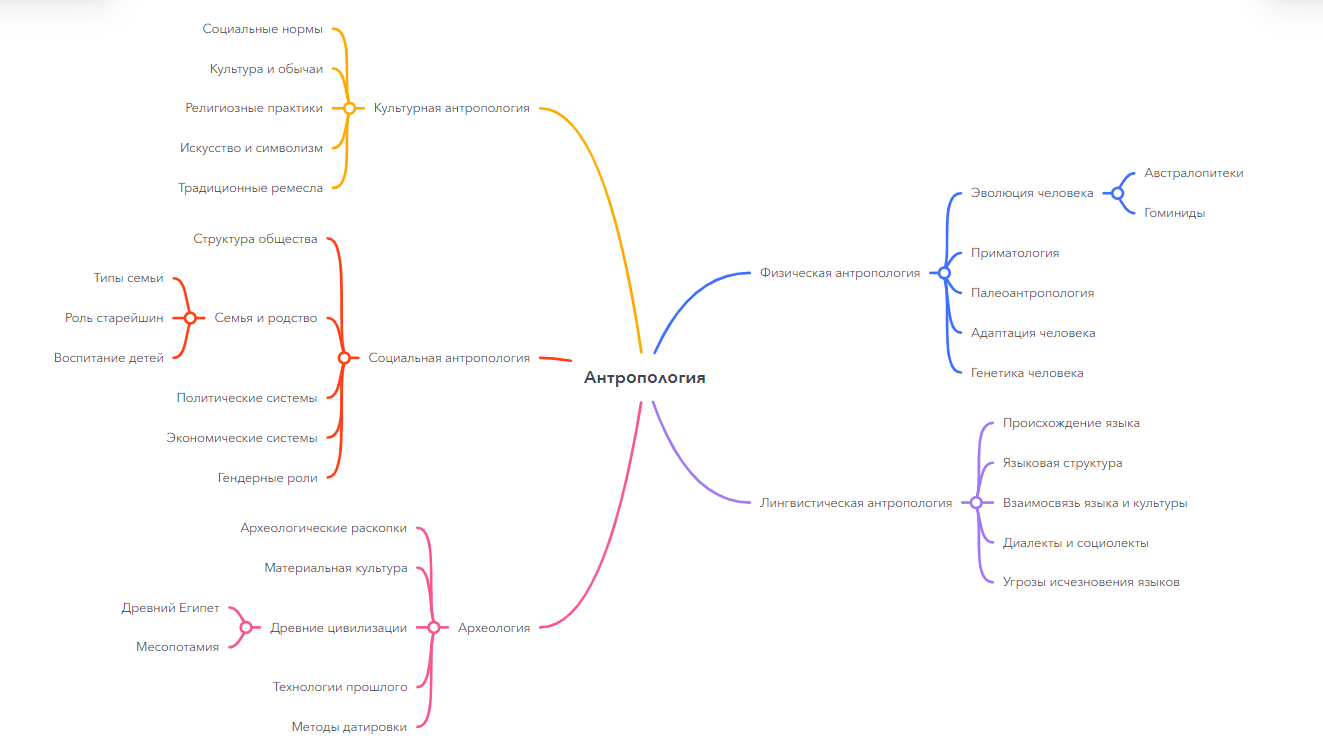 Антропология
Культурная антропология
Социальные нормы
Культура и обычаи
Религиозные практики
Искусство и символизм
Традиционные ремесла
Социальная антропология
Структура общества
Семья и родство
Типы семьи
Роль старейшин
Воспитание детей
Политические системы
Экономические системы
Гендерные роли
Археология
Археологические раскопки
Материальная культура
Древние цивилизации
Древний Египет
Месопотамия
Технологии прошлого
Методы датировки
Физическая антропология
Эволюция человека
Австралопитеки
Гоминиды
Приматология
Палеоантропология
Адаптация человека
Генетика человека
Лингвистическая антропология
Происхождение языка
Языковая структура
Взаимосвязь языка и культуры
Диалекты и социолекты
Угрозы исчезновения языков